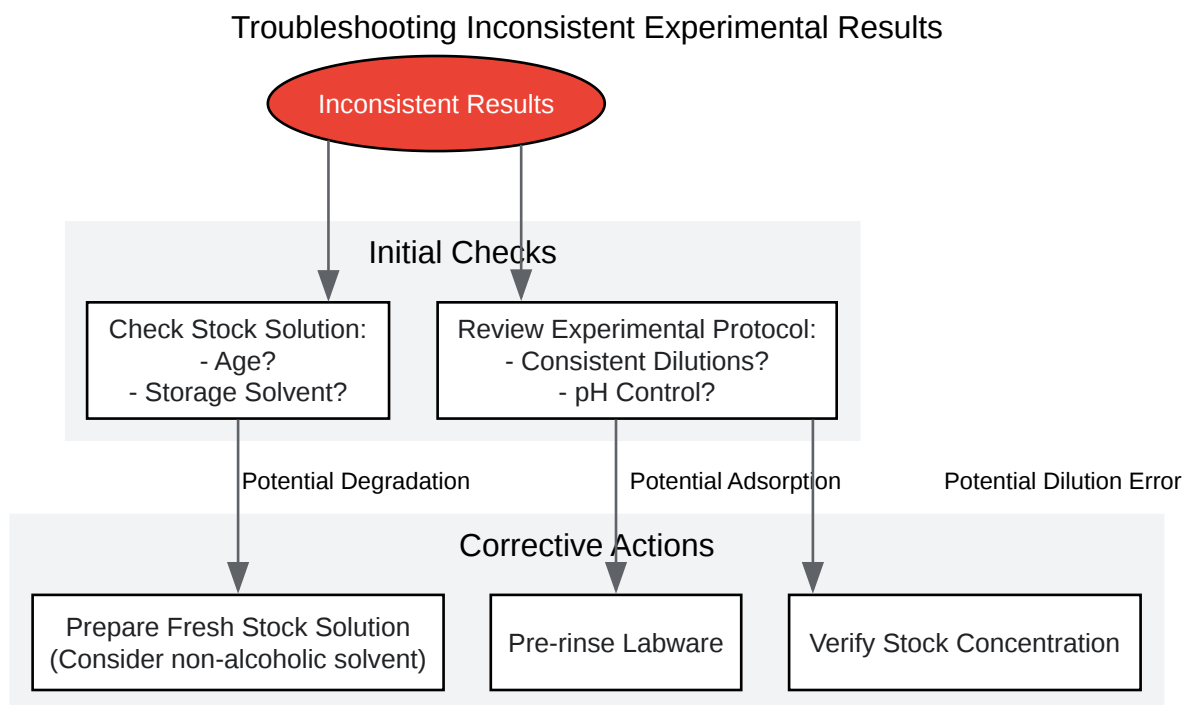 Troubleshooting Inconsistent Experimental Results
Inconsistent Results
Initial Checks
Check Stock Solution:
- Age?
- Storage Solvent?
Review Experimental Protocol:
- Consistent Dilutions?
- pH Control?
Potential Degradation
Potential Adsorption
Potential Dilution Error
Corrective Actions
Prepare Fresh Stock Solution
(Consider non-alcoholic solvent)
Pre-rinse Labware
Verify Stock Concentration